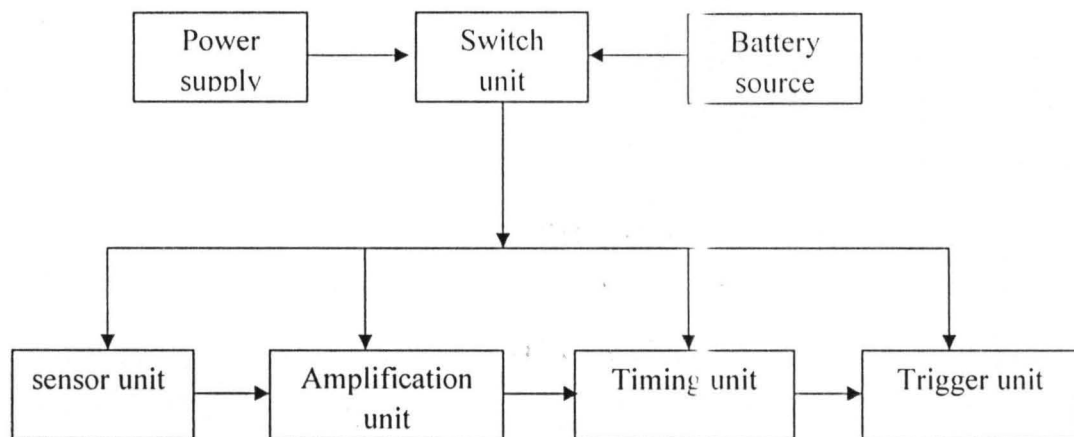 Power
supply
Switch
unit
Battery
source
sensor unit
Amplification
unit
Timing unit
Trigger unit